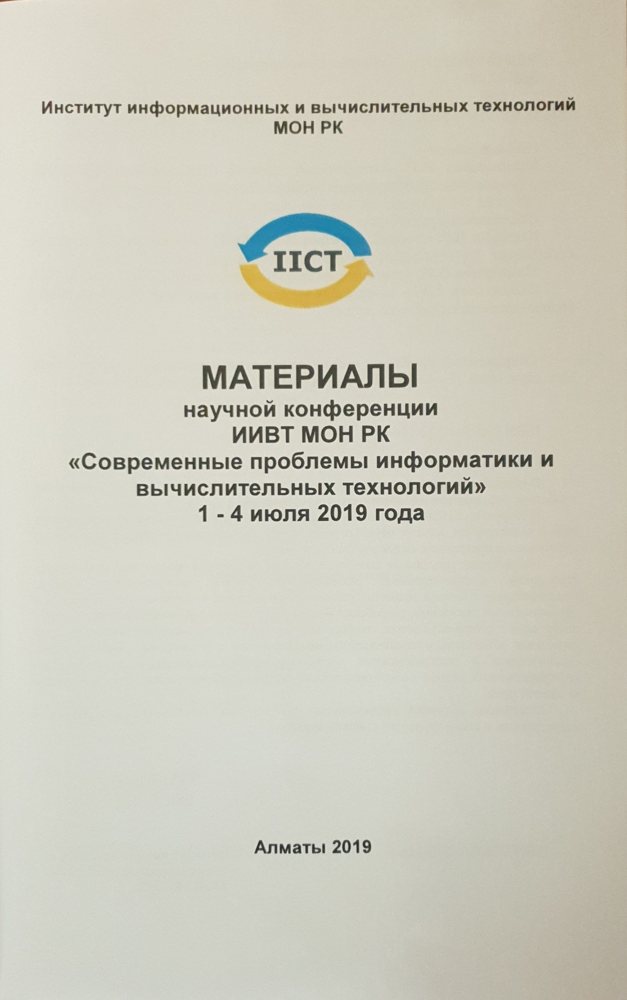 Институт информационных и вычислительных технологий
МОН РК
IICT
МАТЕРИАЛЫ
научной конференции
ИИВТ МОН РК
«Современные проблемы информатики и
вычислительных технологий»
1 - 4 июля 2019 года
Алматы 2019